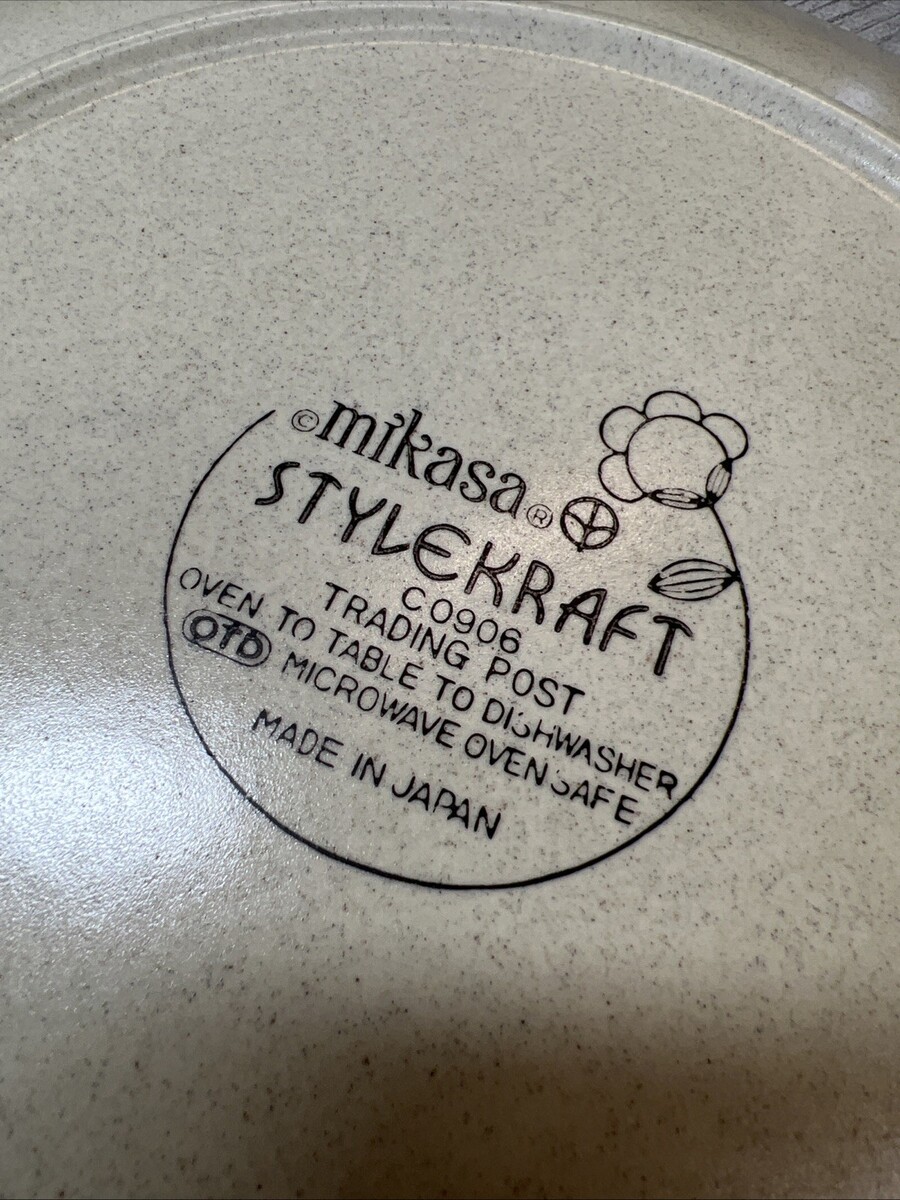 ©mikasa®
STYLEKRAFT
C0906
TRADING POST
OVEN TO TABLE TO DISHWASHER
OTD MICROWAVE OVEN SAFE
MADE IN JAPAN